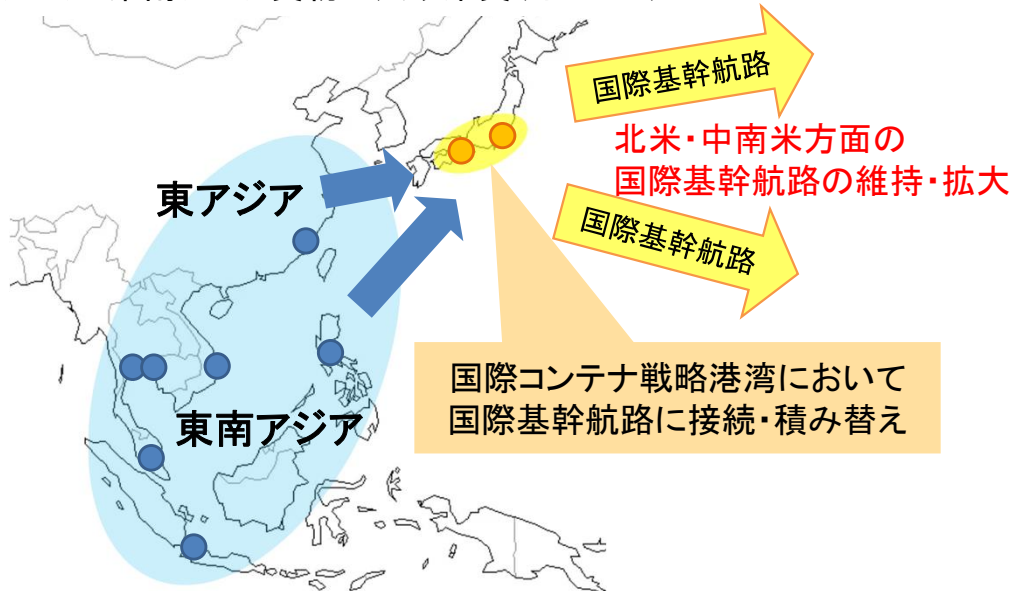 国際基幹航路
北米・中南米方面の
国際基幹航路の維持・拡大
東アジア
国際基幹航路
国際コンテナ戦略港湾において
国際基幹航路に接続・積み替え
東南アジア